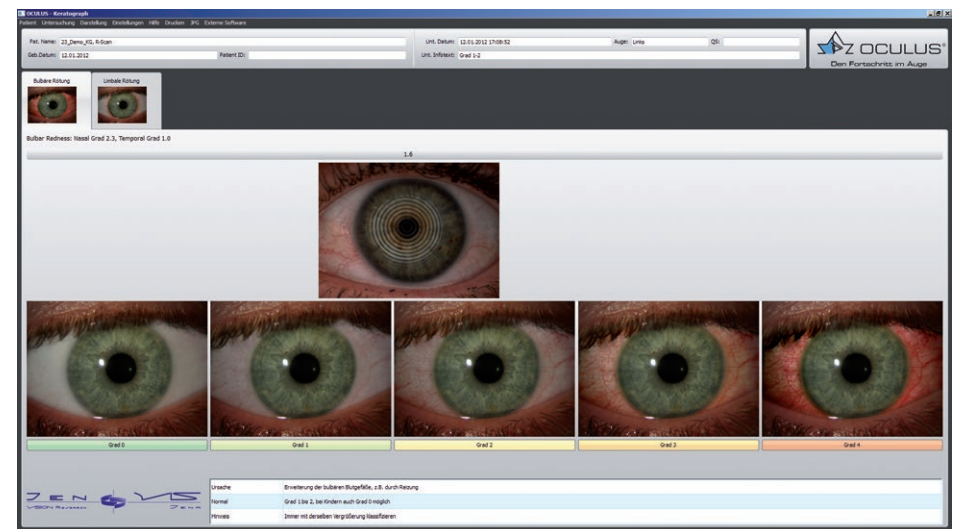 OCULUS - Keratograph
Patient Untersuchung Darstellung Einstellungen Hilfe Drucken JPG Externe Software
Pat. Name: 23_Demo_KG, R-Scan
Unt. Datum: 12.01.2012 17:08:52 Auge: Links QS:
Geb.Datum: 12.01.2012 Patient ID:
Unt. Infotext: Grad 1-2
OCULUS®
Den Fortschritt im Auge
Bulbäre Rötung Limbale Rötung
Bulbar Redness: Nasal Grad 2.3, Temporal Grad 1.0
1.6
Grad 0 Grad 1 Grad 2 Grad 3 Grad 4
Ursache Erweiterung der bulbären Blutgefäße, z.B. durch Reizung
Normal Grad 1 bis 2, bei Kindern auch Grad 0 möglich
Hinweis Immer mit derselben Vergrößerung klassifizieren
JENVIS
Jena